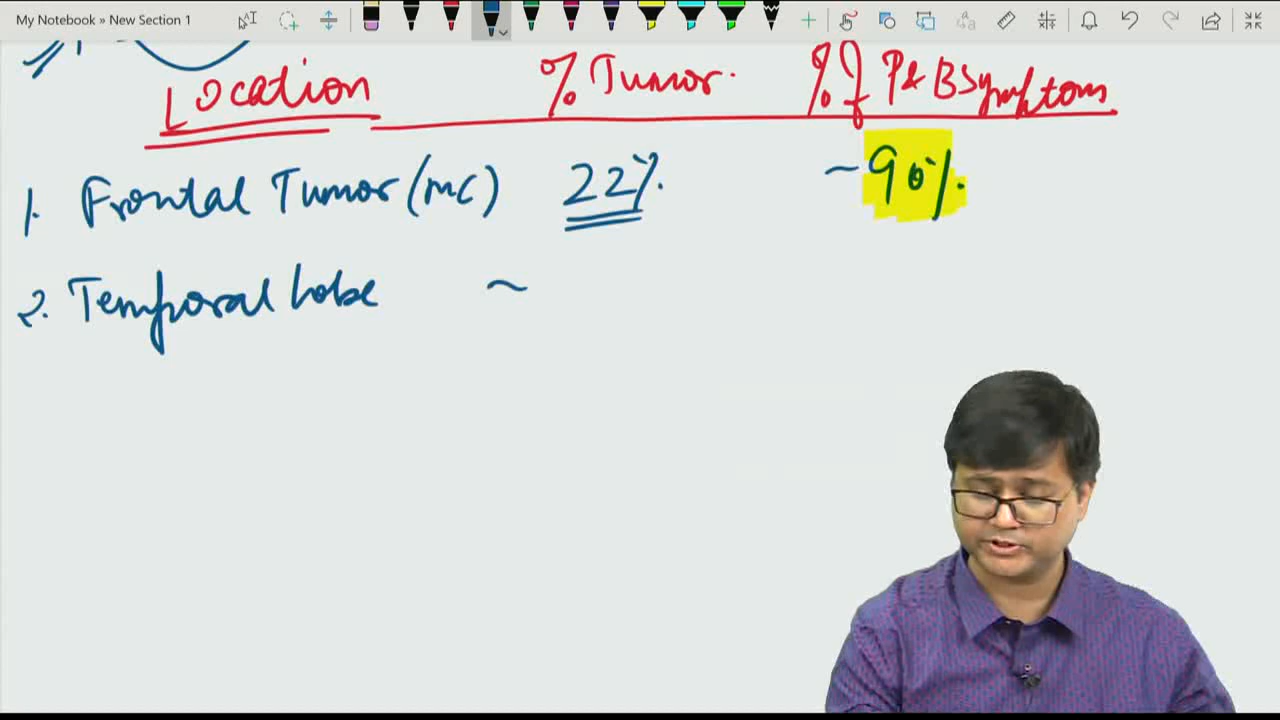 My Notebook » New Section 1
Location % Tumor. % of P & B Symptoms
1. Frontal Tumor (MC) 22% ~90%.
2. Temporal Lobe ~